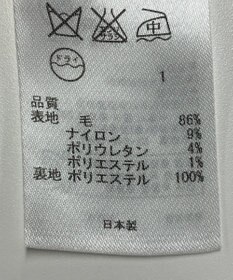 中
ドライ
1
品質
表地 毛 86%
ナイロン 9%
ポリウレタン 4%
ポリエステル 1%
裏地 ポリエステル 100%
日本製